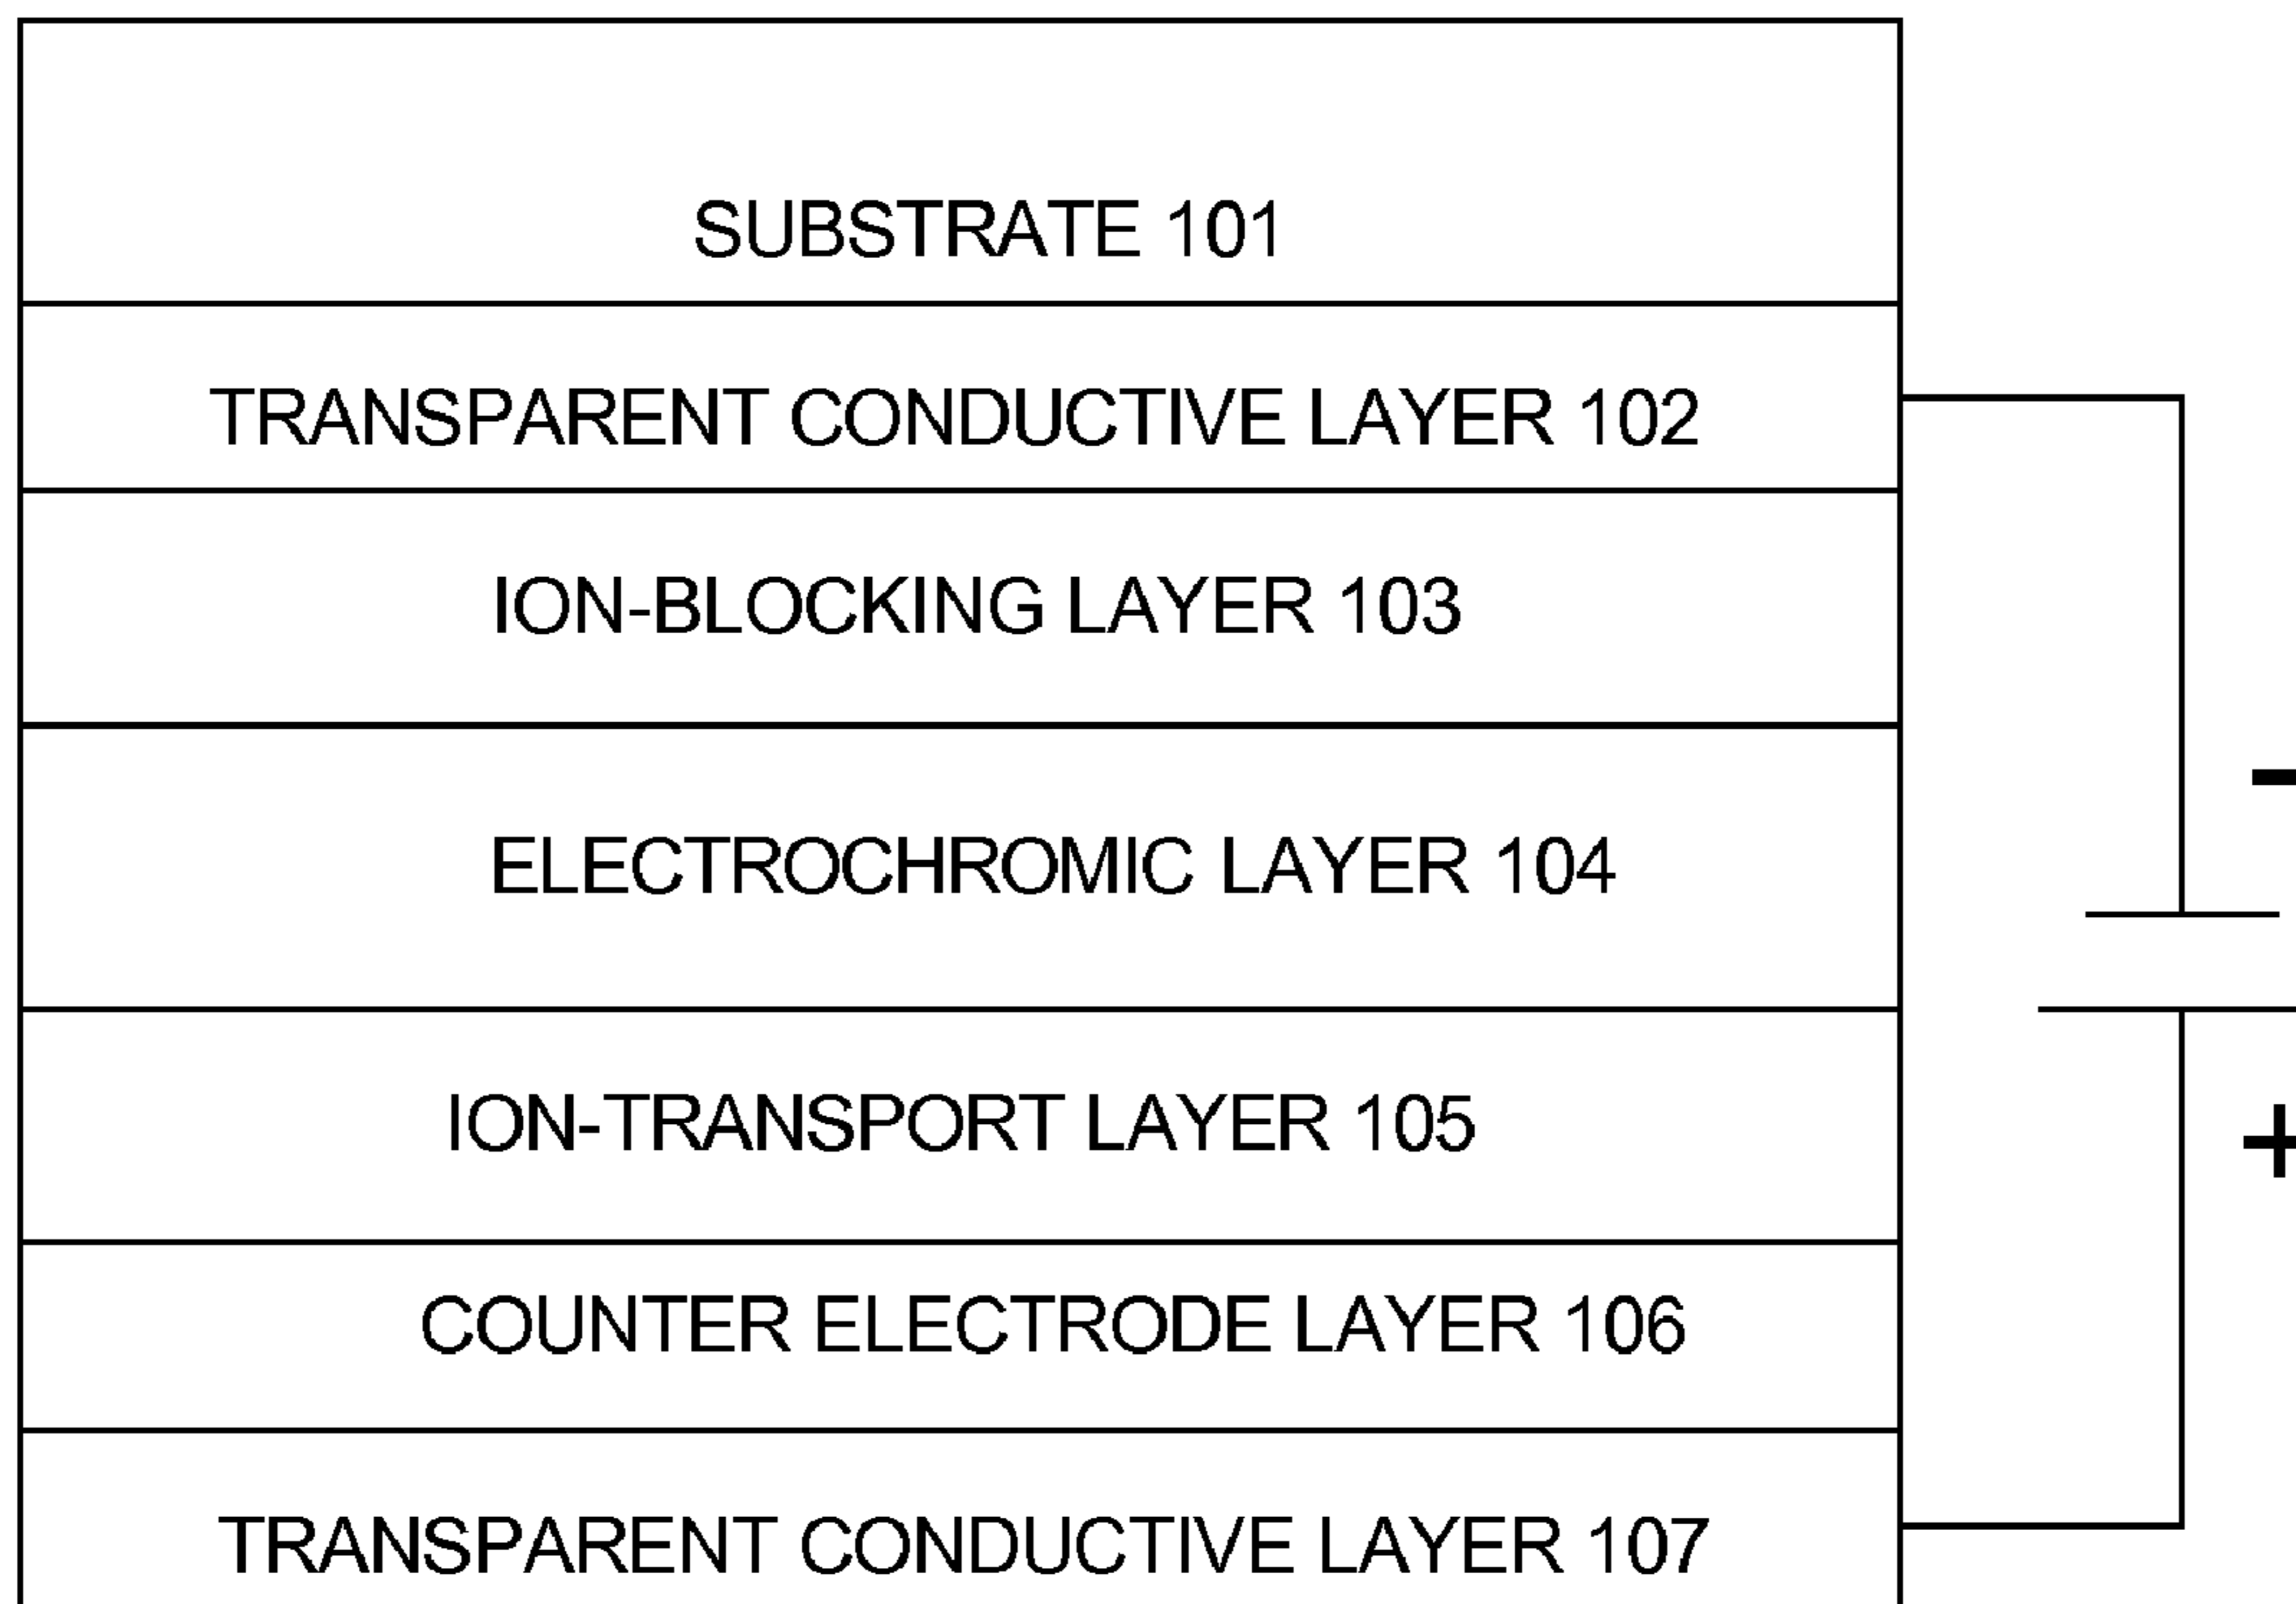 SUBSTRATE 101
TRANSPARENT CONDUCTIVE LAYER 102
ION-BLOCKING LAYER 103
-
ELECTROCHROMIC LAYER 104
ION-TRANSPORT LAYER 105
+
COUNTER ELECTRODE LAYER 106
TRANSPARENT CONDUCTIVE LAYER 107